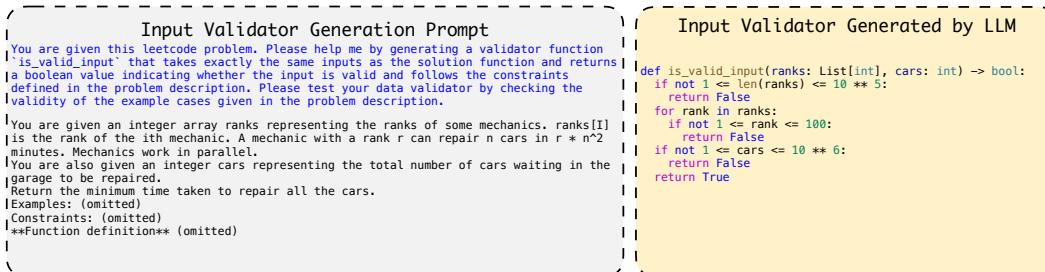 Input Validator Generation Prompt
You are given this leetcode problem. Please help me by generating a validator function
`is_valid_input` that takes exactly the same inputs as the solution function and returns
a boolean value indicating whether the input is valid and follows the constraints
defined in the problem description. Please test your data validator by checking the
validity of the example cases given in the problem description.
You are given an integer array ranks representing the ranks of some mechanics. ranks[I]
is the rank of the ith mechanic. A mechanic with a rank r can repair n cars in r * n^2
minutes. Mechanics work in parallel.
You are also given an integer cars representing the total number of cars waiting in the
garage to be repaired.
Return the minimum time taken to repair all the cars.
Examples: (omitted)
Constraints: (omitted)
**Function definition** (omitted)
Input Validator Generated by LLM
def is_valid_input(ranks: List[int], cars: int) -> bool:
  if not 1 <= len(ranks) <= 10 ** 5:
    return False
  for rank in ranks:
    if not 1 <= rank <= 100:
      return False
  if not 1 <= cars <= 10 ** 6:
    return False
  return True